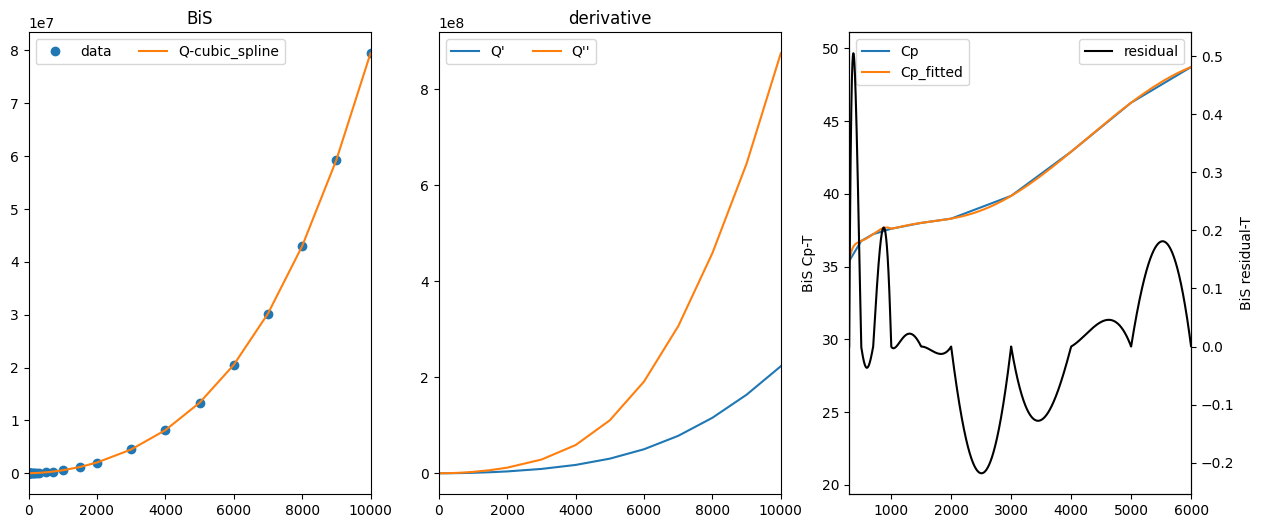 BiS
1e7
data
Q-cubic_spline
8
7
6
5
4
3
2
1
0
0 2000 4000 6000 8000 10000
derivative
1e8
Q'
Q''
8
6
4
2
0
0 2000 4000 6000 8000 10000
Cp
Cp_fitted
residual
BiS Cp-T
50
45
40
35
30
25
20
1000 2000 3000 4000 5000 6000
0.5
0.4
0.3
0.2
0.1
0.0
−0.1
−0.2
BiS residual-T